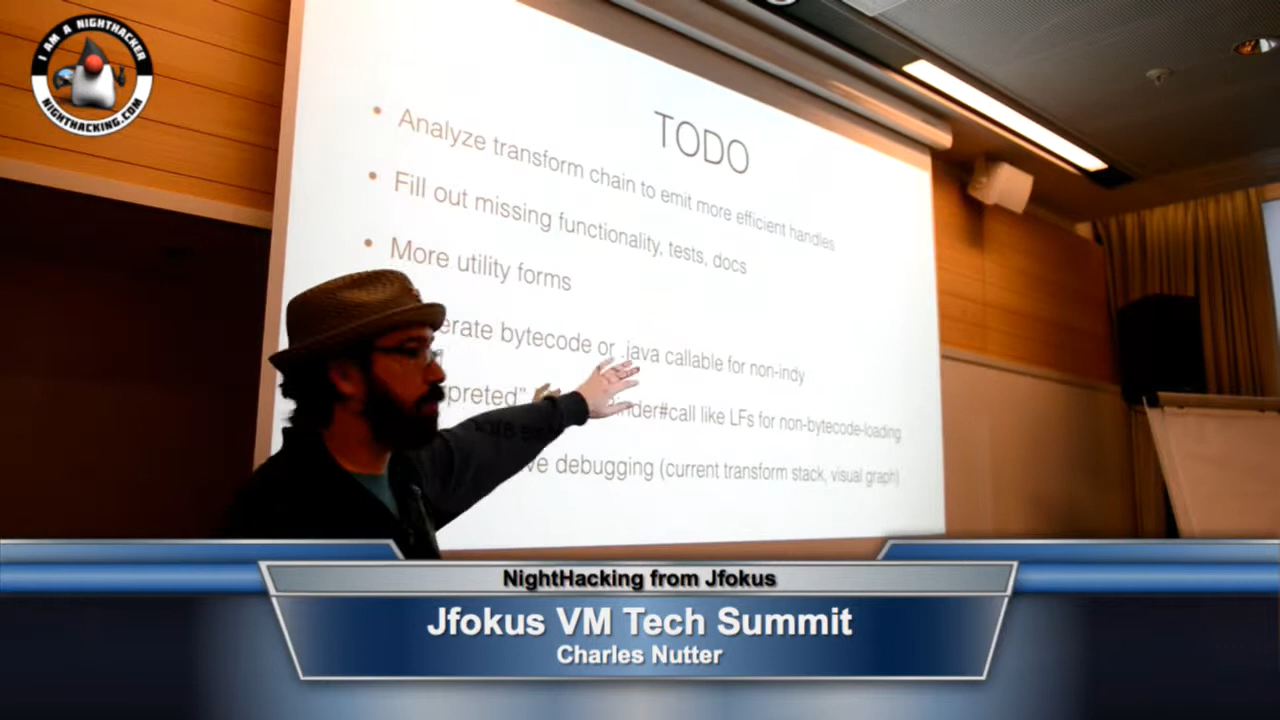 I AM A NIGHTHACKER
NIGHTHACKING.COM
TODO
• Analyze transform chain to emit more efficient handles
• Fill out missing functionality, tests, docs
• More utility forms
erate bytecode or .java callable for non-indy
preted" inder#call like LFs for non-bytecode-loading
ve debugging (current transform stack, visual graph)
NightHacking from Jfokus
Jfokus VM Tech Summit
Charles Nutter